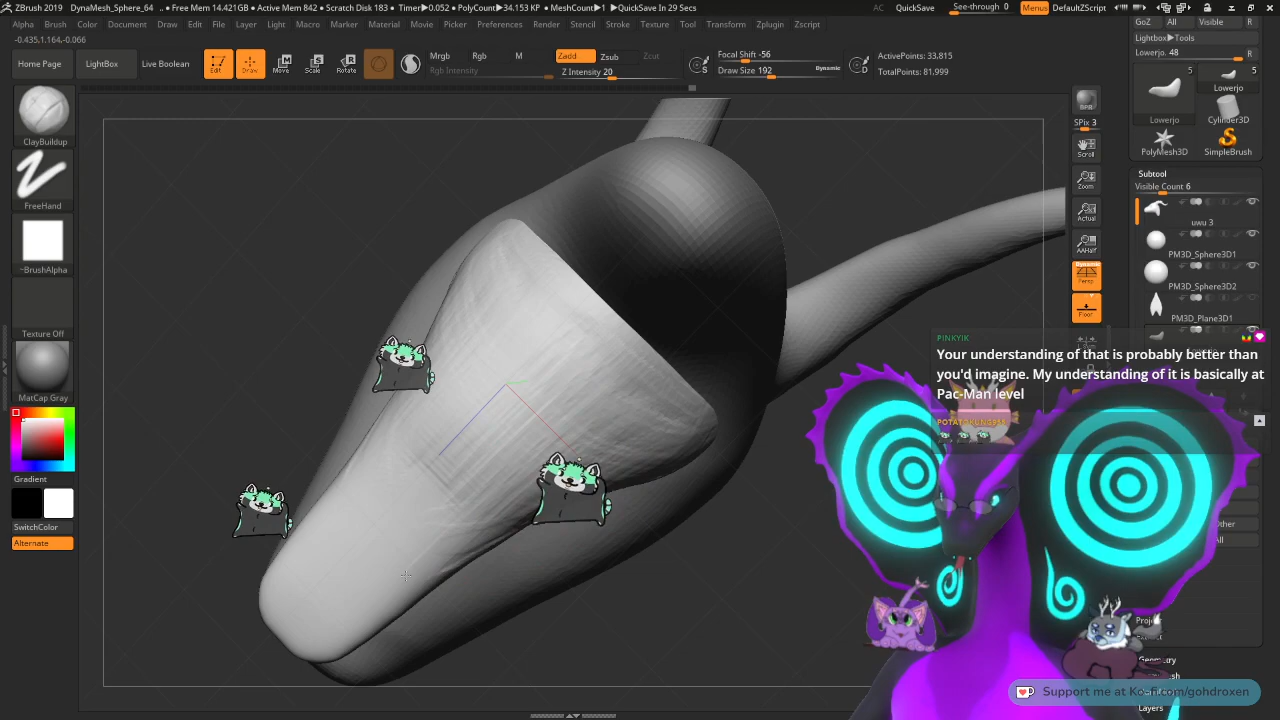 ZBrush 2019 DynaMesh_Sphere_64 .. • Free Mem 14.421GB • Active Mem 842 • Scratch Disk 183 • Timer▶0.052 • PolyCount▶34.153 KP • MeshCount▶1 ▶QuickSave In 29 Secs AC QuickSave See-through 0 Menus DefaultZScript
Alpha Brush Color Document Draw Edit File Layer Light Macro Marker Material Movie Picker Preferences Render Stencil Stroke Texture Tool Transform Zplugin Zscript
GoZ All Visible R
-0.435,1.164,-0.066
Lightbox▶Tools
Lowerjo. 48 R
Home Page LightBox Live Boolean Edit Draw Move Scale Rotate
Mrgb Rgb M Zadd Zsub Zcut
Rgb Intensity Z Intensity 20
S Focal Shift -56
Draw Size 192 Dynamic D
ActivePoints: 33,815
TotalPoints: 81.999
5 5
Lowerjo
Lowerjo Cylinder3D
PolyMesh3D SimpleBrush
ClayBuildup
FreeHand
~BrushAlpha
Texture Off
MatCap Gray
Gradient
SwitchColor
Alternate
BPR
SPix 3
Scroll
Zoom
Actual
AAHalf
Dynamic
Persp
Floor
Subtool
Visible Count 6
uwu 3
PM3D_Sphere3D1
PM3D_Sphere3D2
PM3D_Plane3D1
PINKYIK
Your understanding of that is probably better than
you'd imagine. My understanding of it is basically at
Pac-Man level
Other
All
Geometry
Layers
Support me at Ko-fi.com/gohdroxen